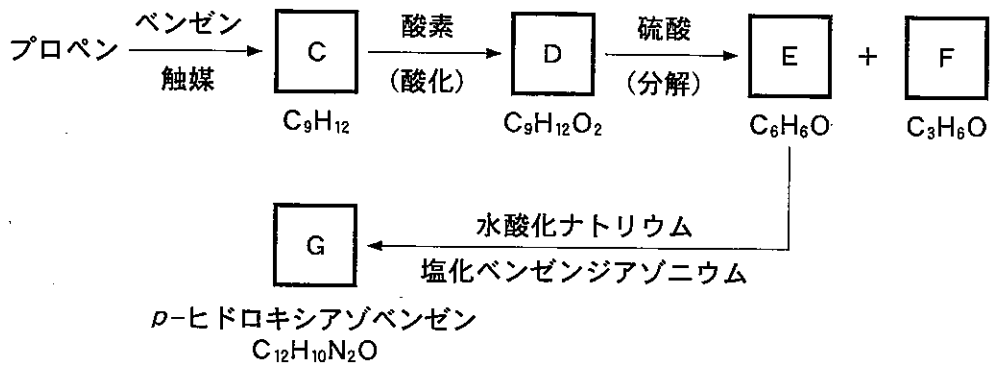 プロペン
ベンゼン
触媒
C
C₉H₁₂
酸素
(酸化)
D
C₉H₁₂O₂
硫酸
(分解)
E
C₆H₆O
+
F
C₃H₆O
水酸化ナトリウム
塩化ベンゼンジアゾニウム
G
p-ヒドロキシアゾベンゼン
C₁₂H₁₀N₂O